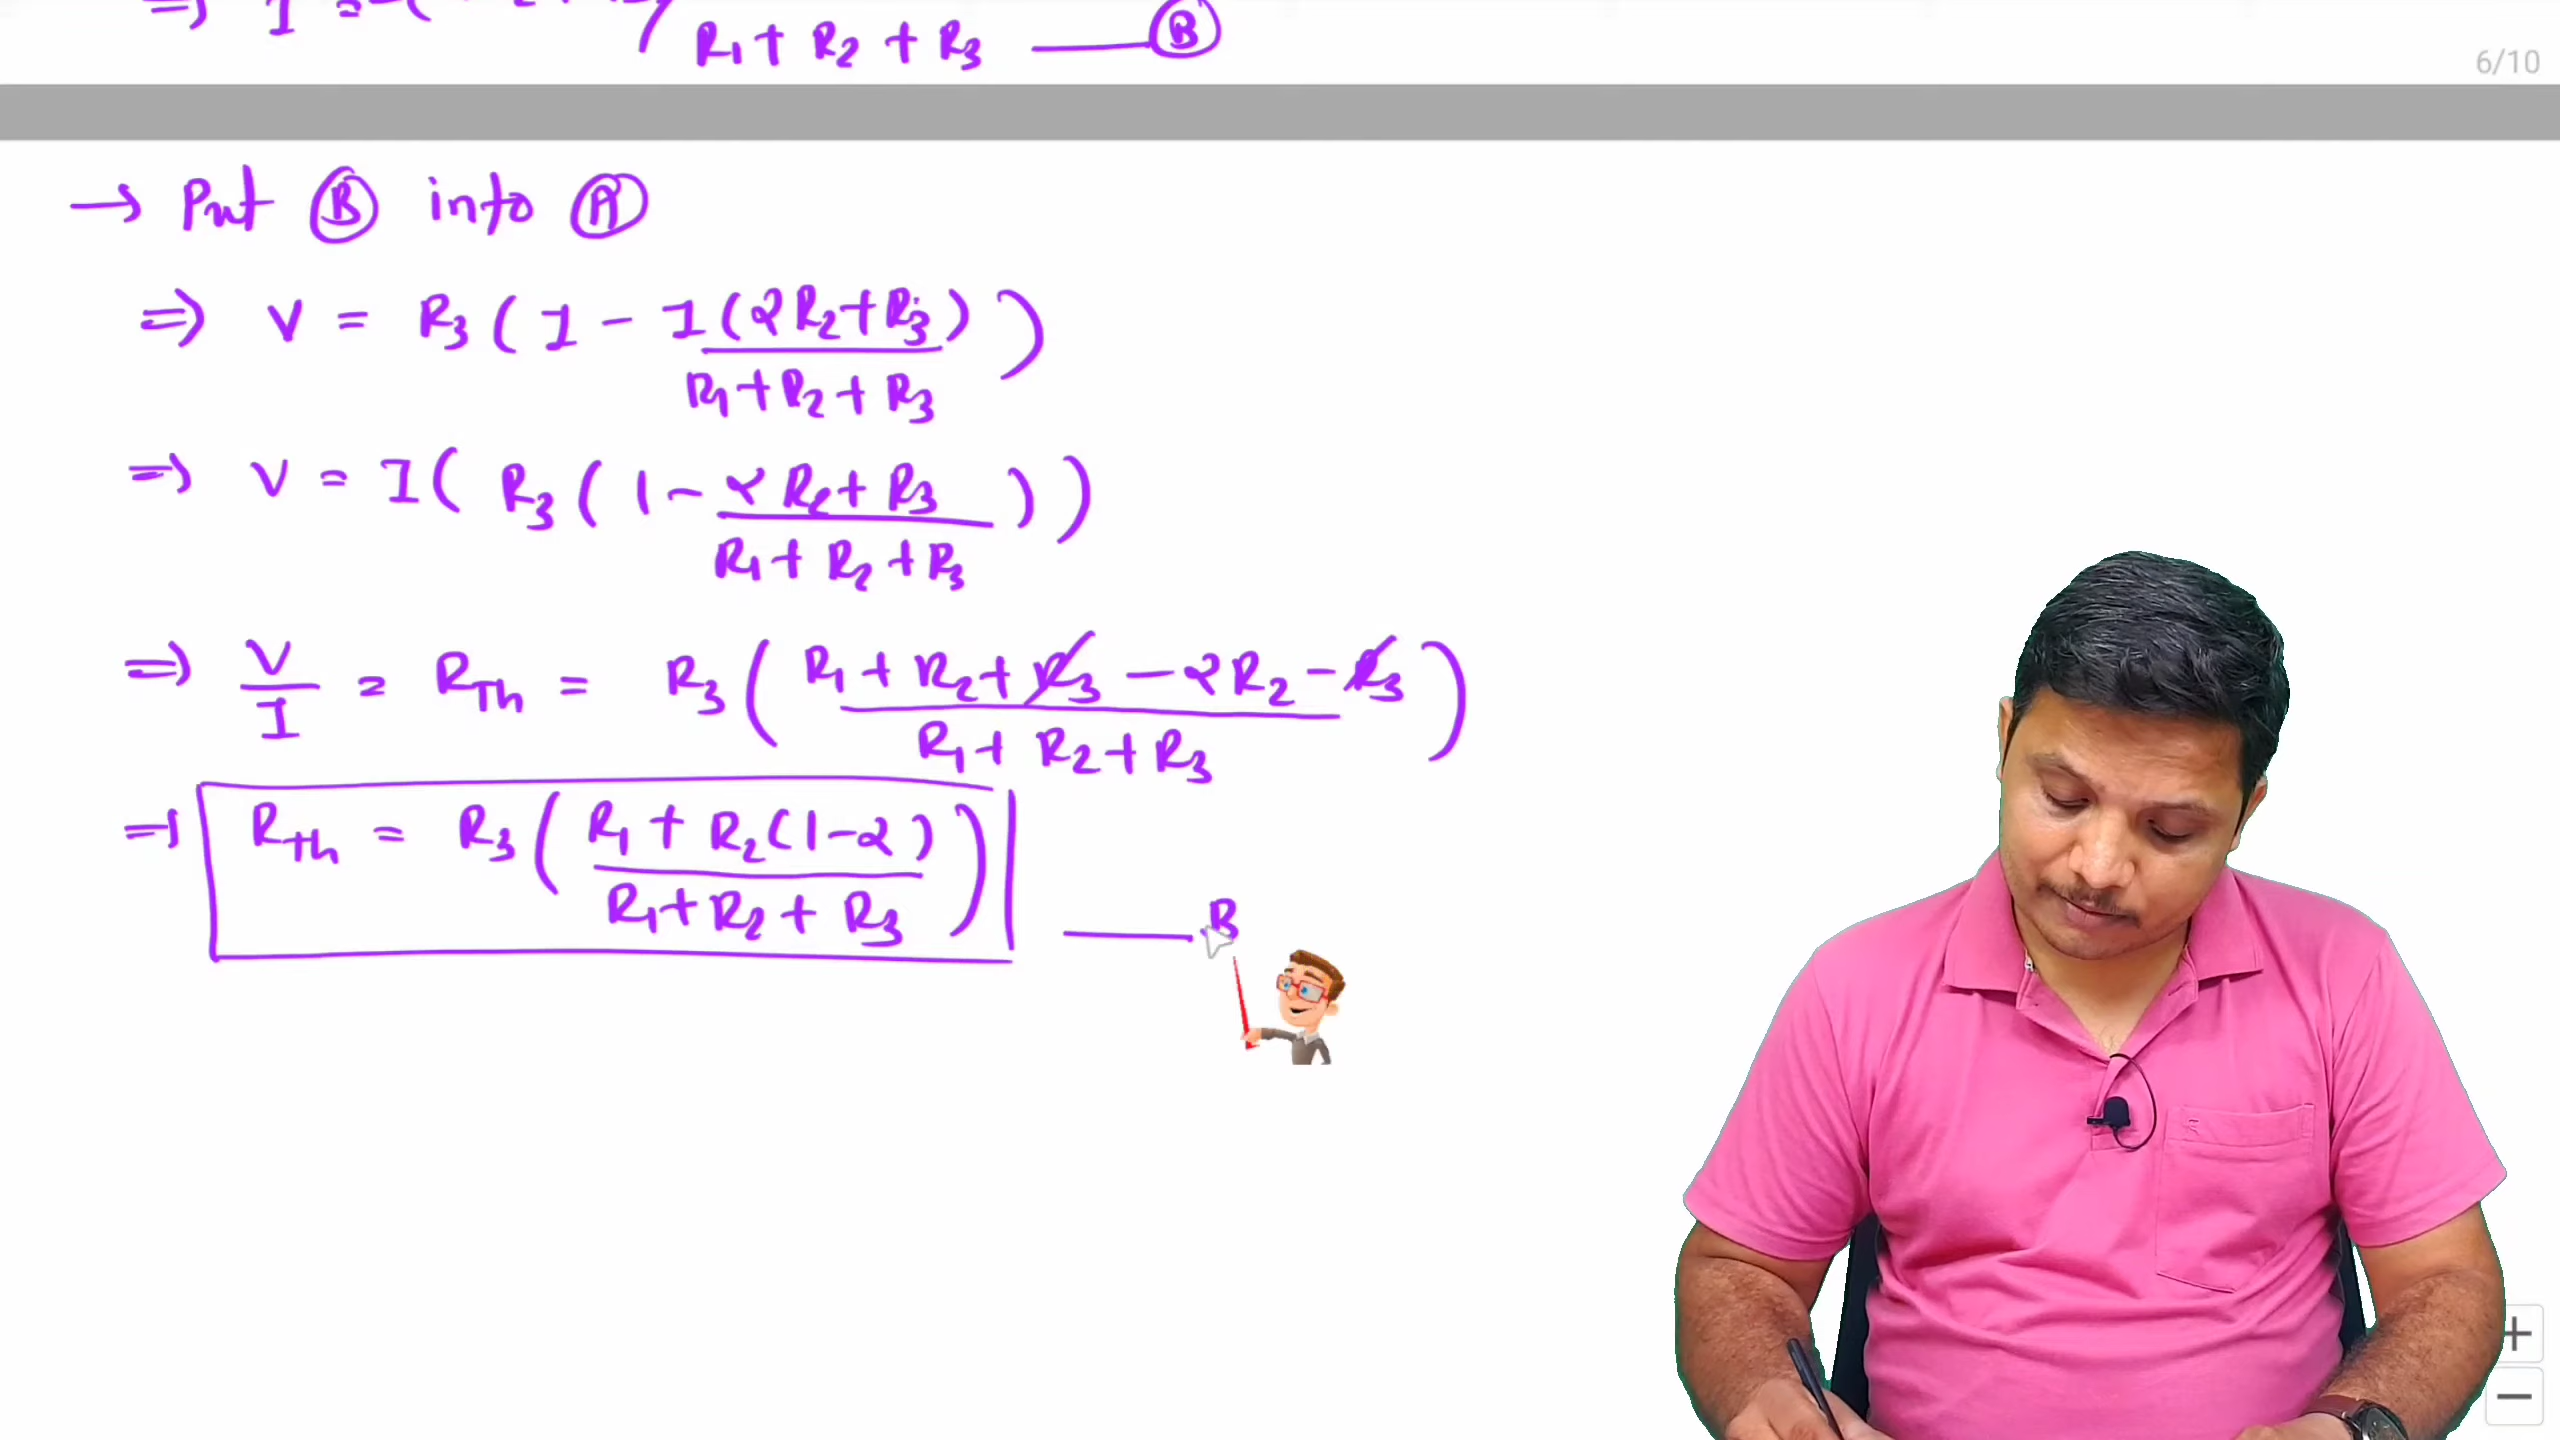 R1 + R2 + R3 —— B
6/10
→ Put B into A
⇒ V = R3 ( I - I(αR2+R3) / R1+R2+R3 )
⇒ V = I( R3 ( 1 - αR2+R3 / R1+R2+R3 ) )
⇒ V/I = RTh = R3 ( R1+R2+R3 - αR2 - R3 / R1+R2+R3 )
⇒ RTh = R3 ( R1 + R2(1-α) / R1+R2+R3 ) —— B